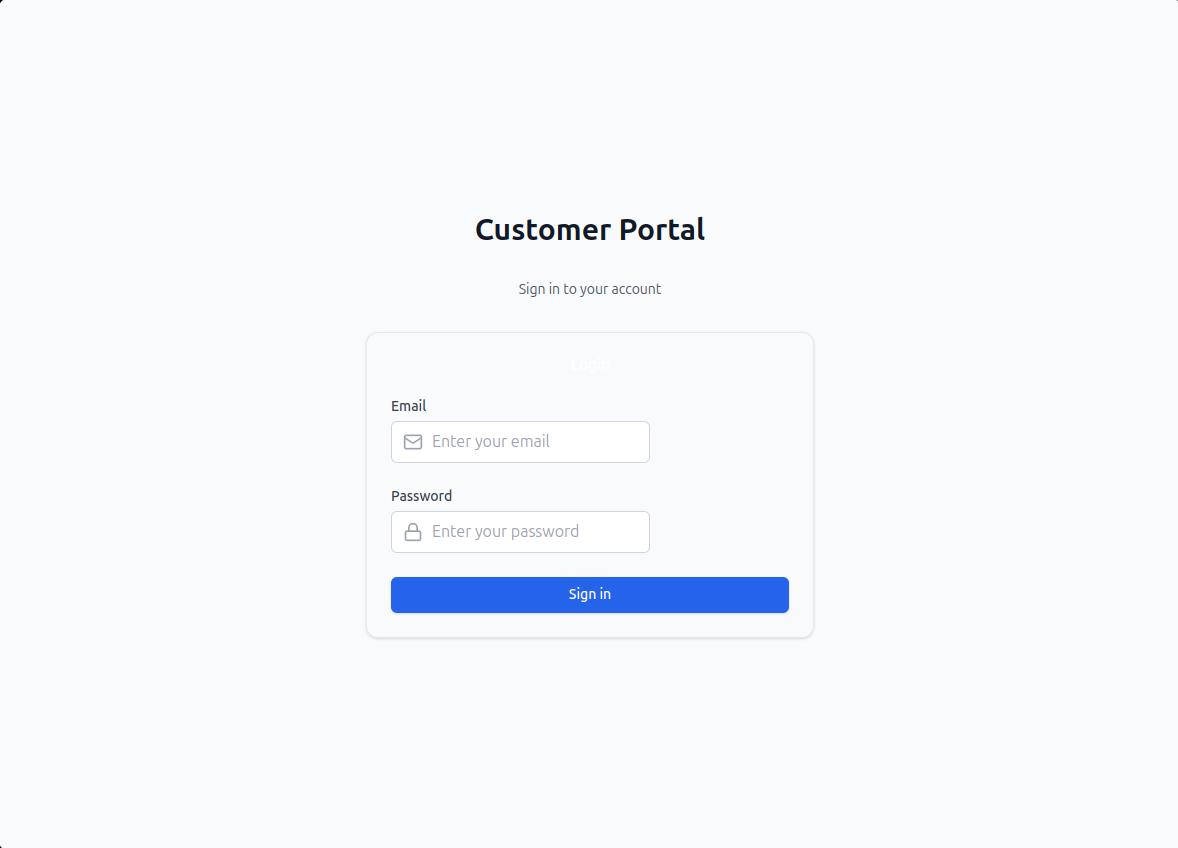 Customer Portal
Sign in to your account
Login
Email
Enter your email
Password
Enter your password
Sign in